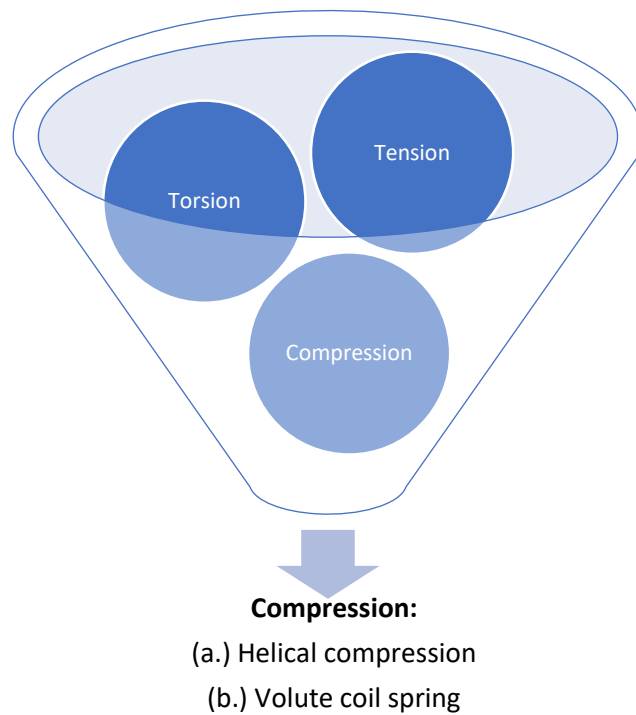 Tension
Torsion
Compression
Compression:
(a.) Helical compression
(b.) Volute coil spring